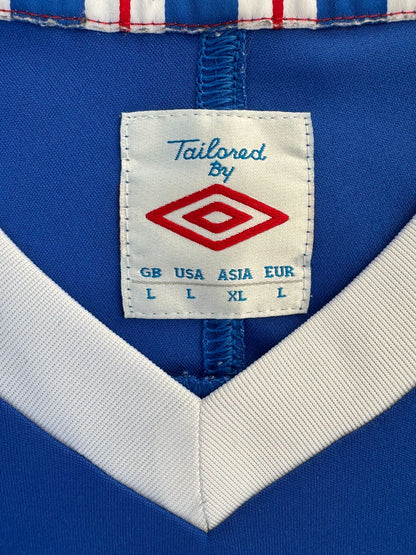 Tailored
By
GB USA ASIA EUR
L L XL L